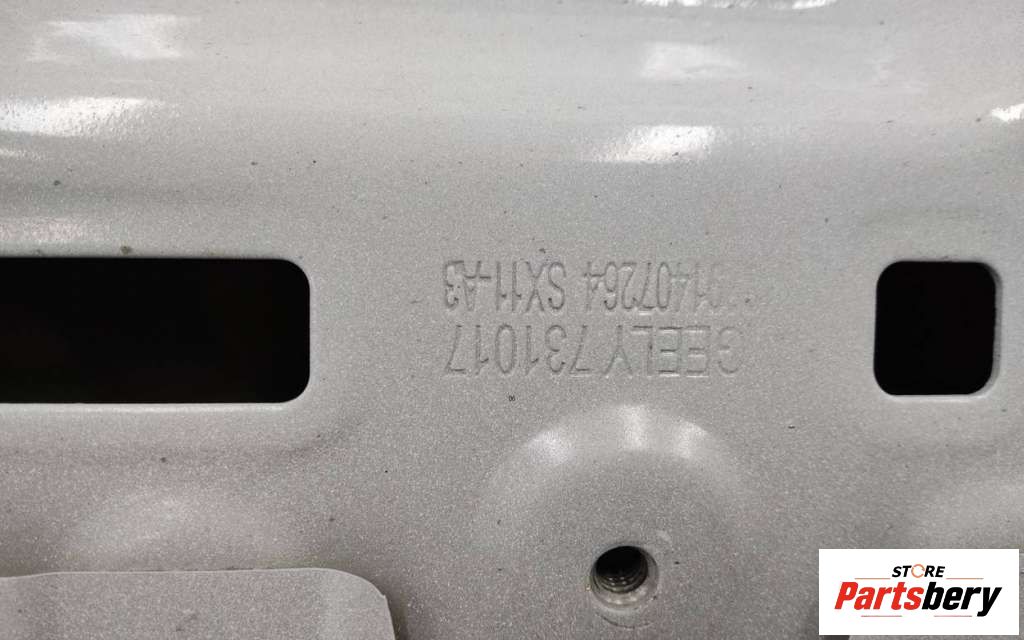 GEELY 731017
SX11-A3
STORE
Partsbery